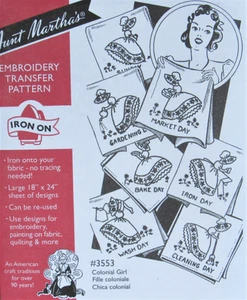 Aunt Martha's®
EMBROIDERY
TRANSFER
PATTERN
IRON ON
• Iron onto your
fabric - no tracing
needed!
• Large 18" x 24"
sheet of designs
• Can be re-used
• Use designs for
embroidery,
painting on fabric,
quilting & more
An American
craft tradition
for over
90 years!
MARKET DAY
GARDENING DAY
BAKE DAY
IRON DAY
WASH DAY
CLEANING DAY
#3553
Colonial Girl
Fille coloniale
Chica colonial